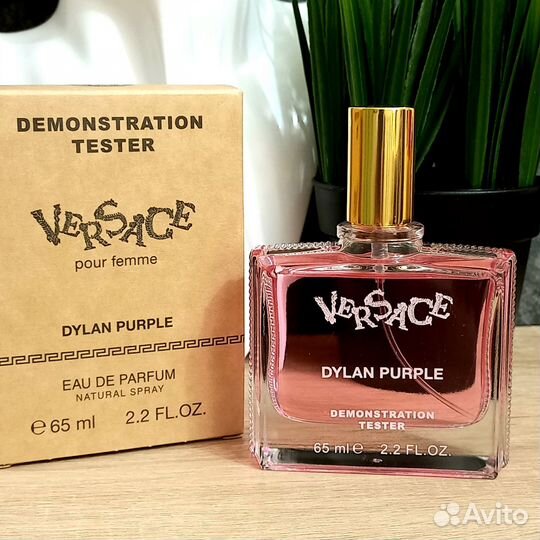 DEMONSTRATION
TESTER
VERSACE
pour femme
DYLAN PURPLE
EAU DE PARFUM
NATURAL SPRAY
e 65 ml 2.2 FL.OZ.
VERSACE
DYLAN PURPLE
DEMONSTRATION
TESTER
65 ml e 2.2 FL.OZ.
Avito